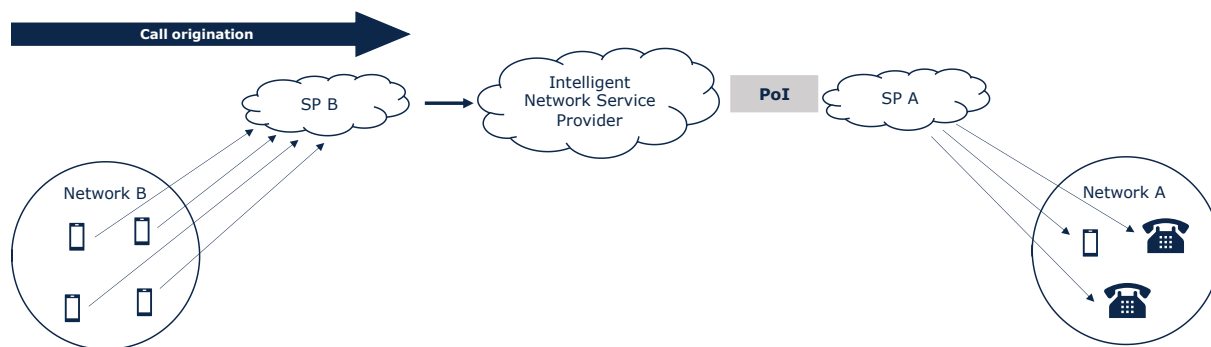 Call origination
SP B
Intelligent
Network Service
Provider
PoI
SP A
Network B
Network A